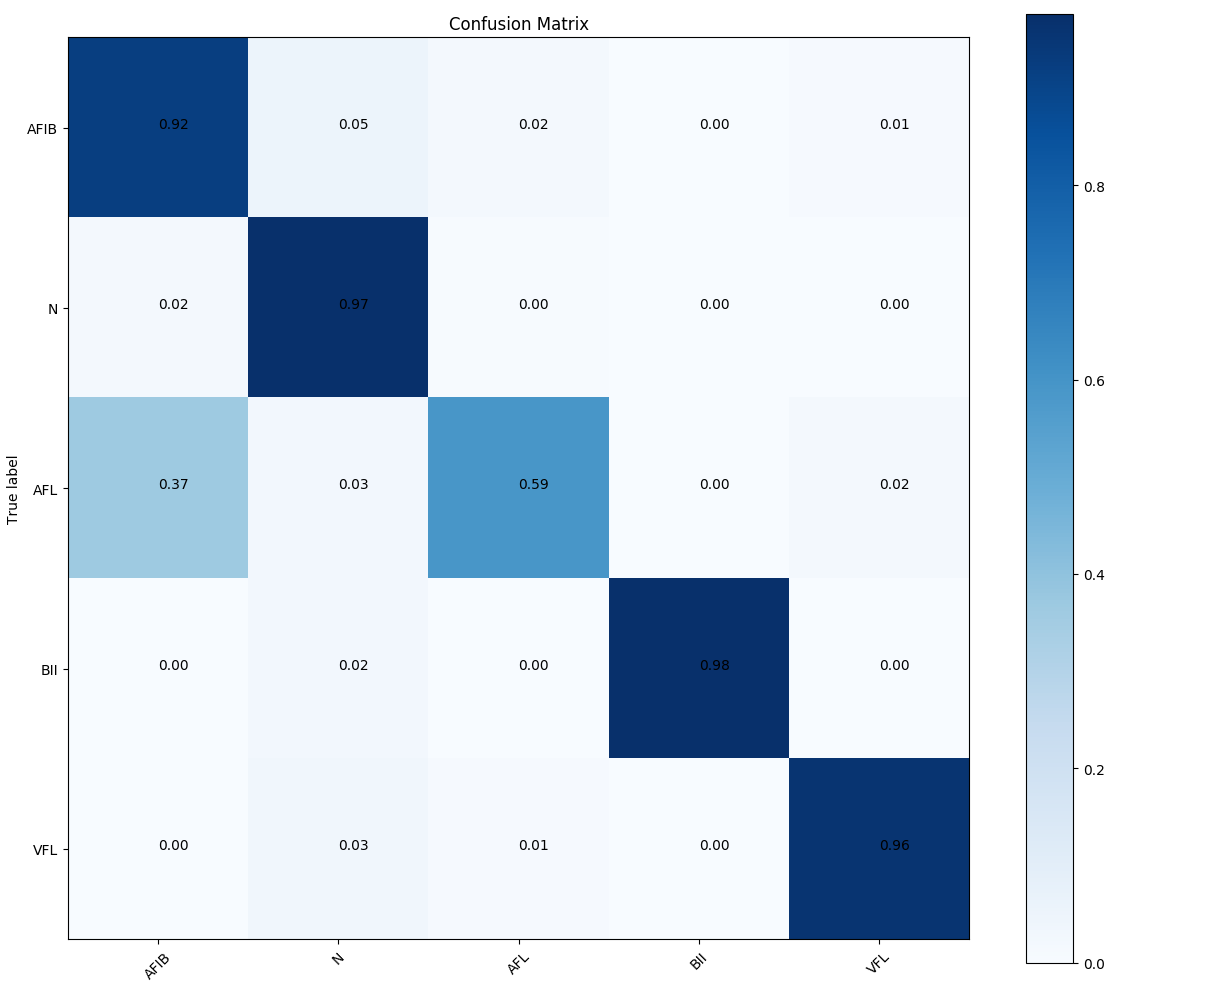 Confusion Matrix
AFIB 0.92 0.05 0.02 0.00 0.01
N 0.02 0.97 0.00 0.00 0.00
AFL 0.37 0.03 0.59 0.00 0.02
BII 0.00 0.02 0.00 0.98 0.00
VFL 0.00 0.03 0.01 0.00 0.96
True label
AFIB N AFL BII VFL
0.8
0.6
0.4
0.2
0.0